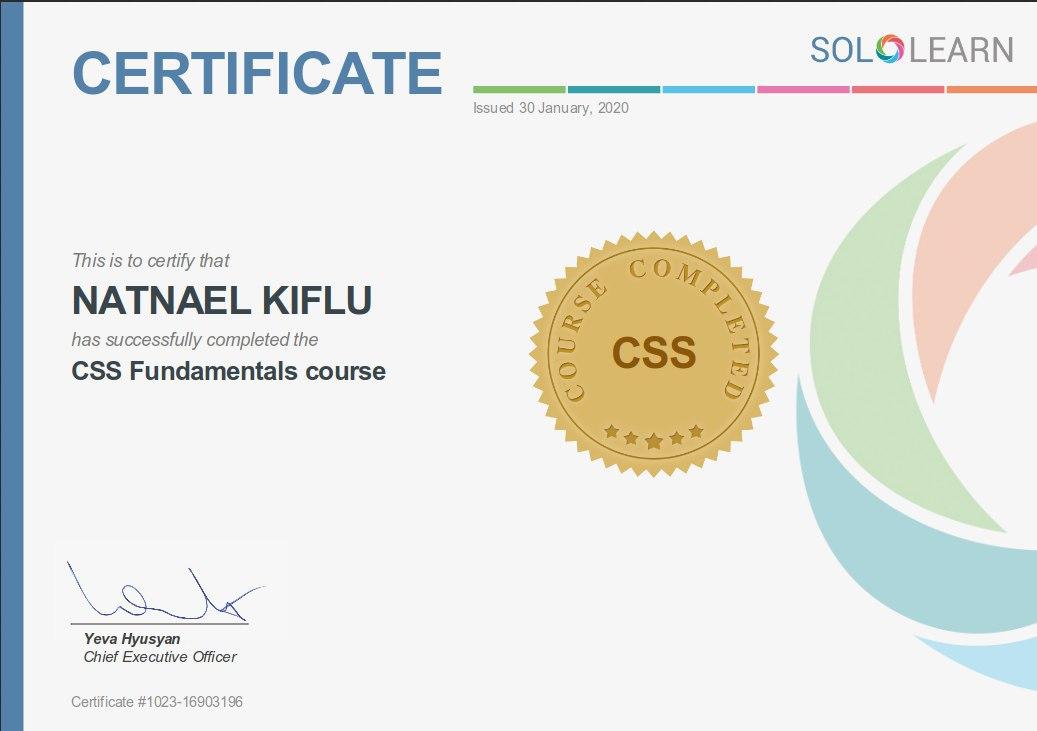 CERTIFICATE
SOLOLEARN
Issued 30 January, 2020
This is to certify that
NATNAEL KIFLU
has successfully completed the
CSS Fundamentals course
COURSE COMPLETED
CSS
Yeva Hyusyan
Chief Executive Officer
Certificate #1023-16903196